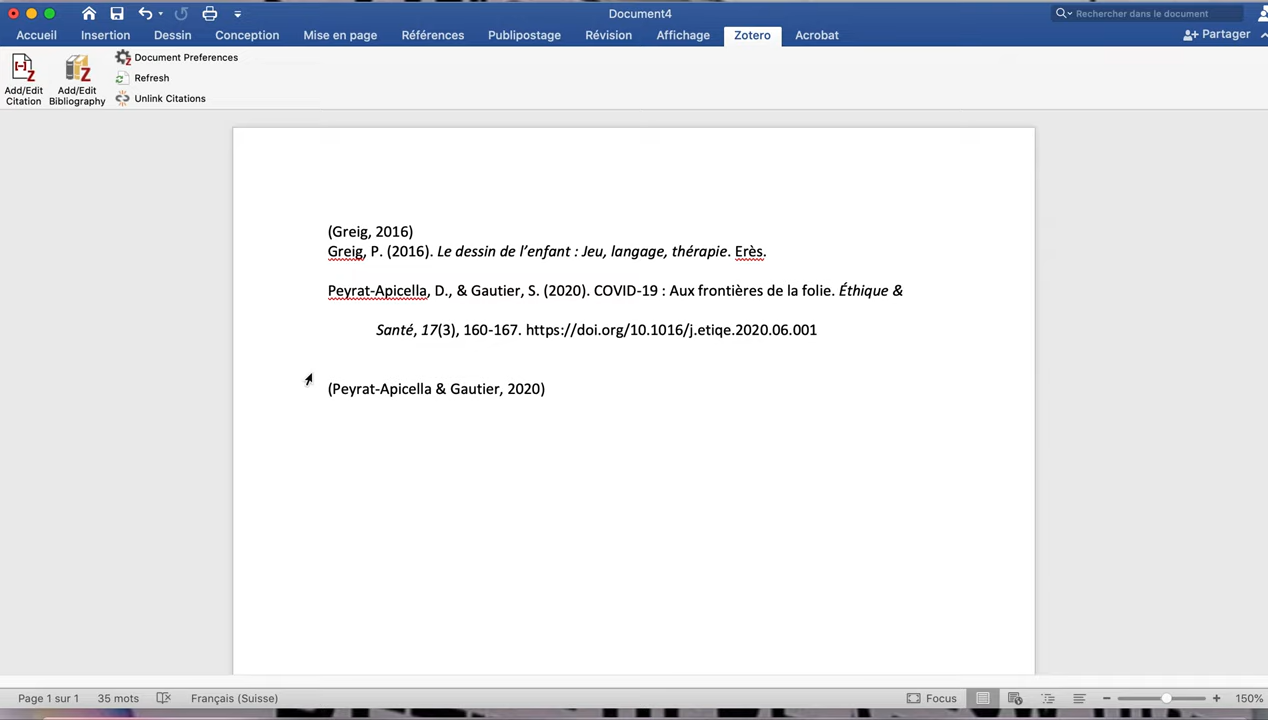 Document4
Rechercher dans le document
Accueil
Insertion
Dessin
Conception
Mise en page
Références
Publipostage
Révision
Affichage
Zotero
Acrobat
Partager
Add/Edit
Citation
Add/Edit
Bibliography
Document Preferences
Refresh
Unlink Citations
(Greig, 2016)
Greig, P. (2016). Le dessin de l’enfant : Jeu, langage, thérapie. Erès.
Peyrat-Apicella, D., & Gautier, S. (2020). COVID-19 : Aux frontières de la folie. Éthique &
Santé, 17(3), 160-167. https://doi.org/10.1016/j.etiqe.2020.06.001
(Peyrat-Apicella & Gautier, 2020)
Page 1 sur 1
35 mots
Français (Suisse)
Focus
150%